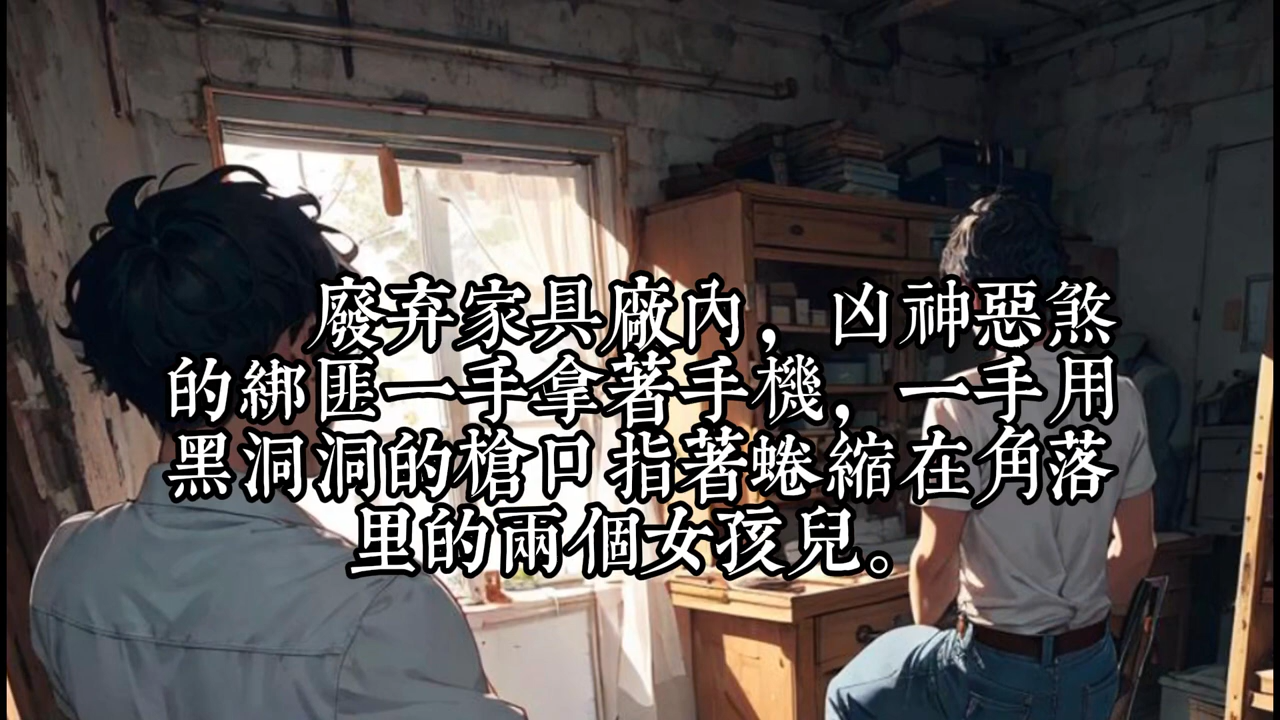 廢弃家具廠內，凶神惡煞
的綁匪一手拿著手機，一手用
黑洞洞的槍口指著蜷縮在角落
里的兩個女孩兒。